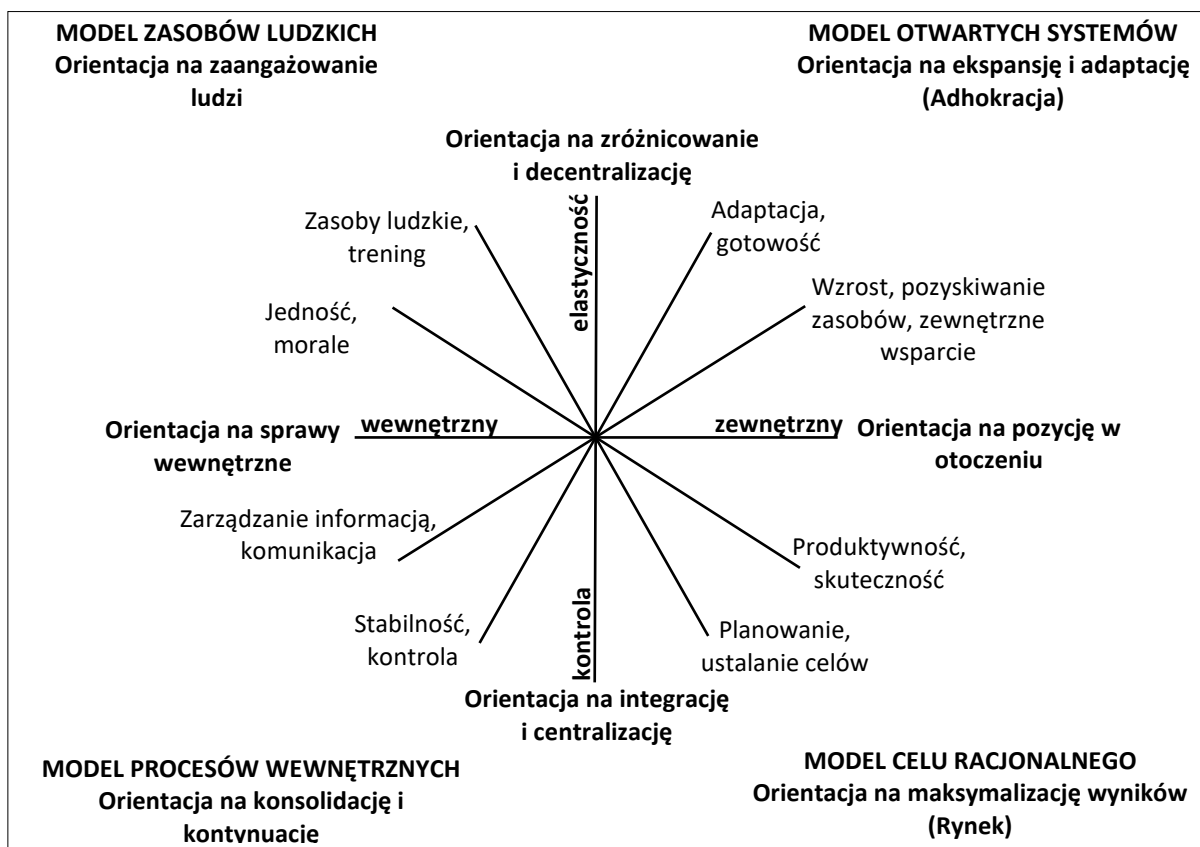 MODEL ZASOBÓW LUDZKICH
Orientacja na zaangażowanie
ludzi
MODEL OTWARTYCH SYSTEMÓW
Orientacja na ekspansję i adaptację
(Adhokracja)
Orientacja na zróżnicowanie
i decentralizację
elastyczność
Zasoby ludzkie,
trening
Adaptacja,
gotowość
Jedność,
morale
Wzrost, pozyskiwanie
zasobów, zewnętrzne
wsparcie
Orientacja na sprawy
wewnętrzne
wewnętrzny
zewnętrzny
Orientacja na pozycję w
otoczeniu
Zarządzanie informacją,
komunikacja
Produktywność,
skuteczność
Stabilność,
kontrola
kontrola
Planowanie,
ustalanie celów
Orientacja na integrację
i centralizację
MODEL PROCESÓW WEWNĘTRZNYCH
Orientacja na konsolidację i
kontynuację
MODEL CELU RACJONALNEGO
Orientacja na maksymalizację wyników
(Rynek)